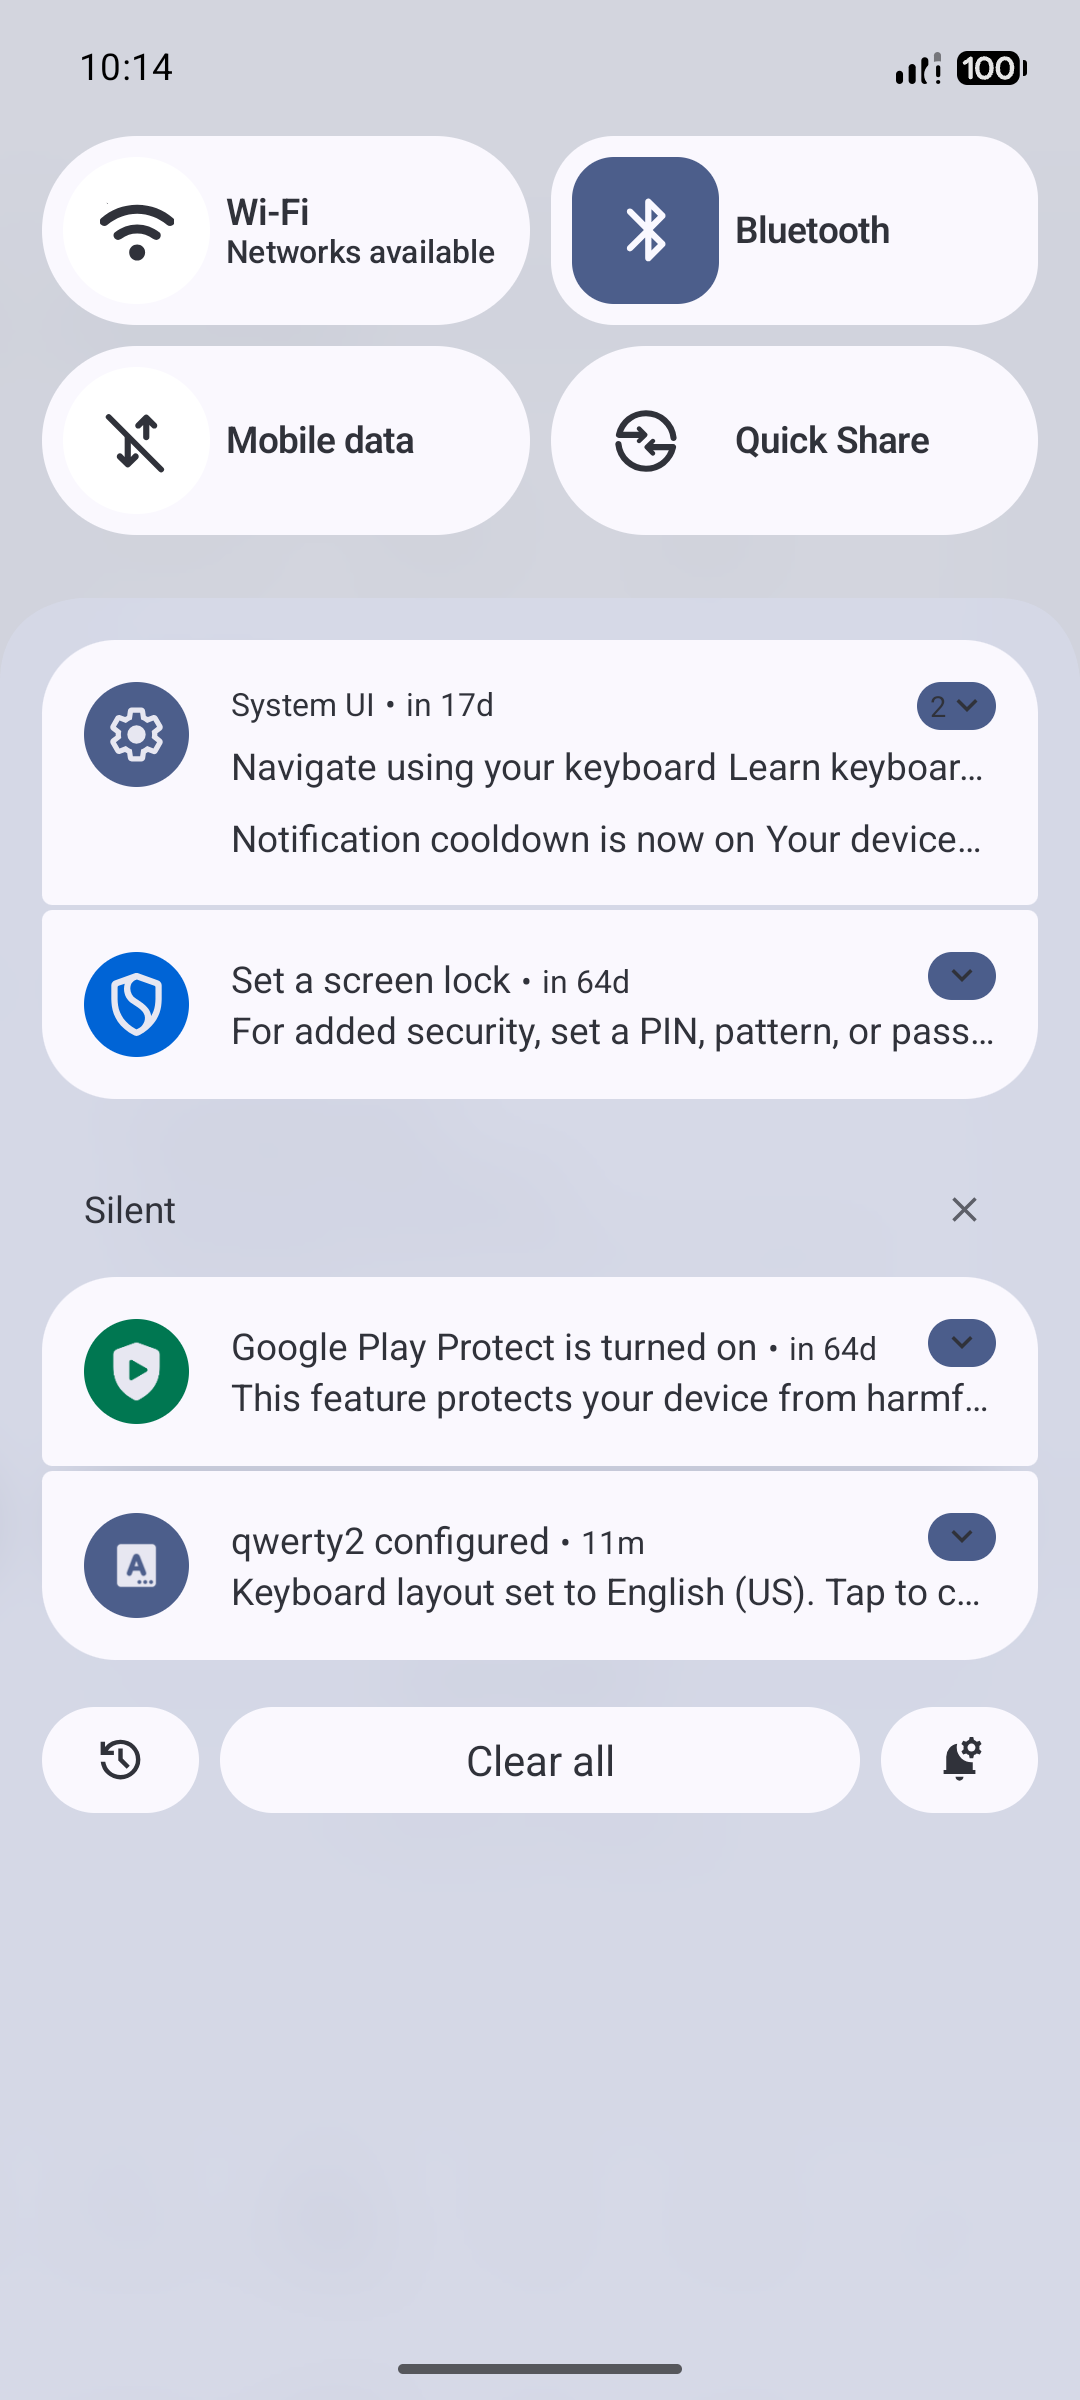 10:14
100
Wi-Fi
Networks available
Bluetooth
Mobile data
Quick Share
System UI • in 17d
2
Navigate using your keyboard Learn keyboar...
Notification cooldown is now on Your device...
Set a screen lock • in 64d
For added security, set a PIN, pattern, or pass...
Silent
Google Play Protect is turned on • in 64d
This feature protects your device from harmf...
qwerty2 configured • 11m
Keyboard layout set to English (US). Tap to c...
Clear all